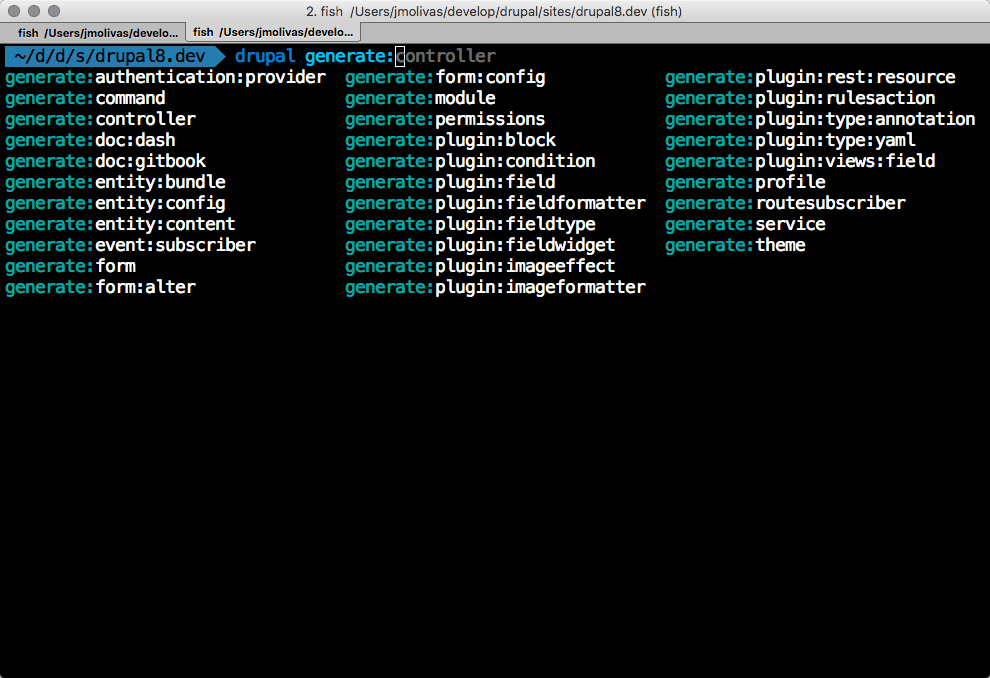 2. fish /Users/jmolivas/develop/drupal/sites/drupal8.dev (fish)
fish /Users/jmolivas/develo... fish /Users/jmolivas/develo...
~/d/d/s/drupal8.dev drupal generate:controller
generate:authentication:provider generate:form:config generate:plugin:rest:resource
generate:command generate:module generate:plugin:rulesaction
generate:controller generate:permissions generate:plugin:type:annotation
generate:doc:dash generate:plugin:block generate:plugin:type:yaml
generate:doc:gitbook generate:plugin:condition generate:plugin:views:field
generate:entity:bundle generate:plugin:field generate:profile
generate:entity:config generate:plugin:fieldformatter generate:routesubscriber
generate:entity:content generate:plugin:fieldtype generate:service
generate:event:subscriber generate:plugin:fieldwidget generate:theme
generate:form generate:plugin:imageeffect
generate:form:alter generate:plugin:imageformatter